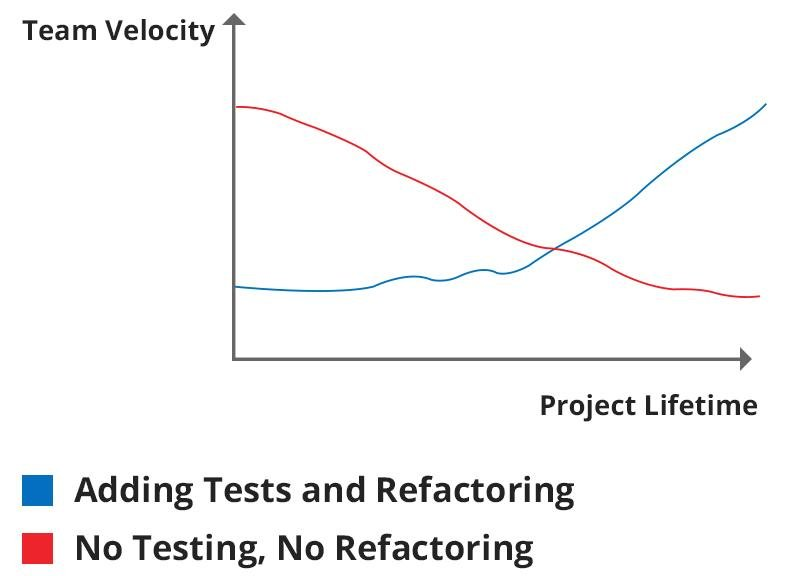 Team Velocity
Project Lifetime
Adding Tests and Refactoring
No Testing, No Refactoring